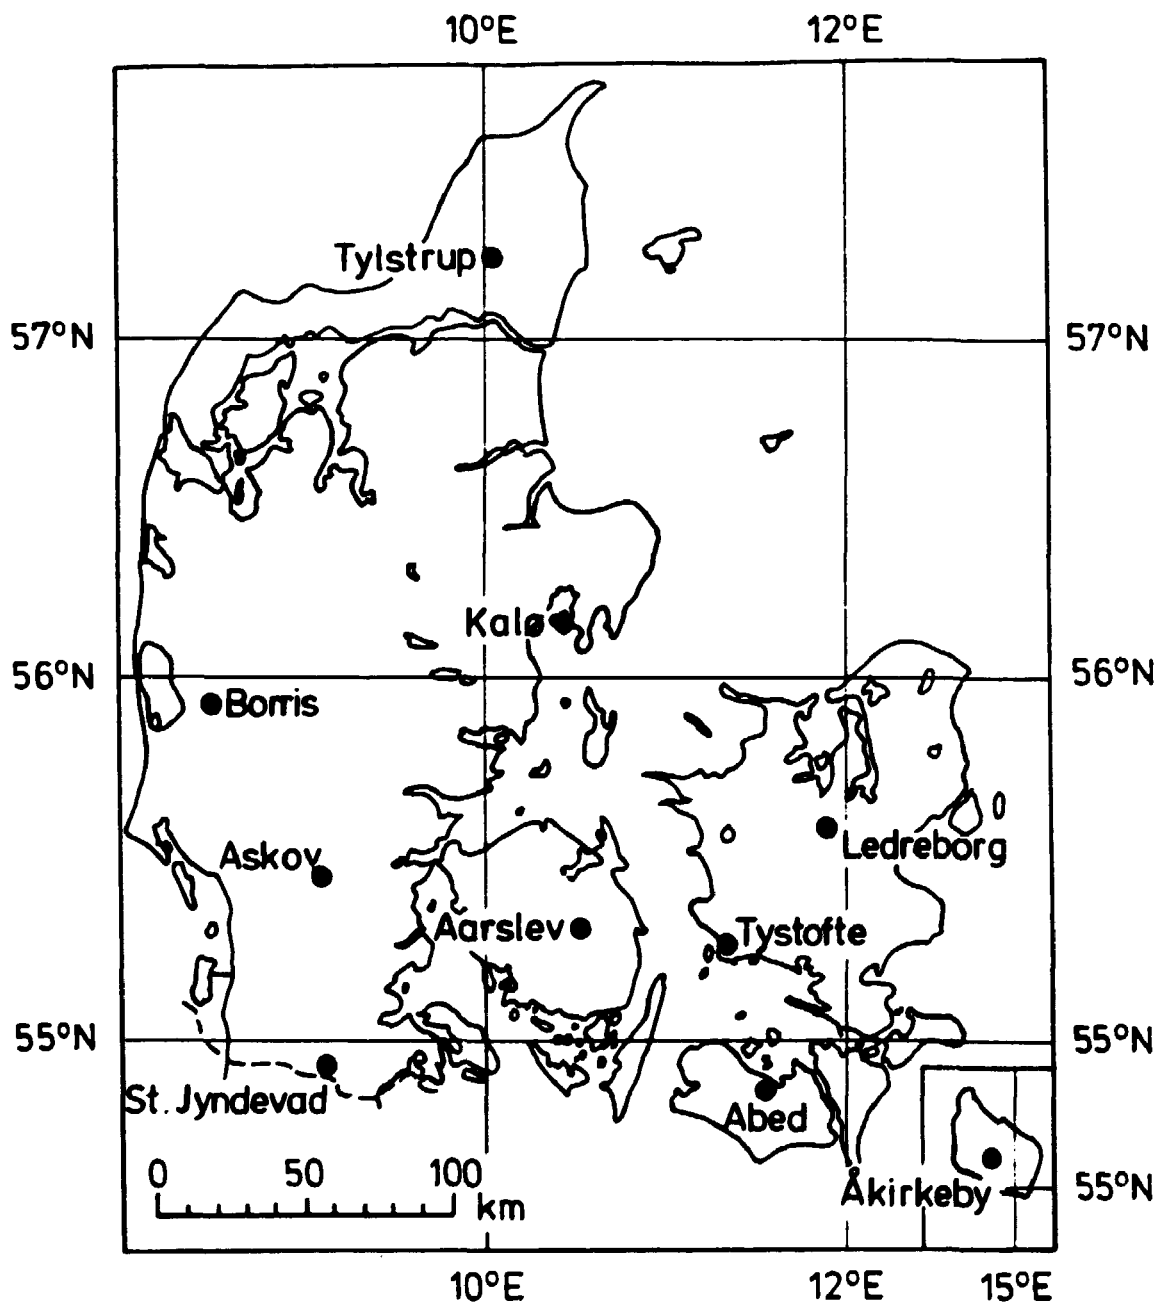 10°E 12°E
Tylstrup
57°N 57°N
Kalø
56°N 56°N
Borris
Askov
Ledreborg
Aarslev
Tystofte
55°N 55°N
St. Jyndevad
Abed
0 50 100
km
Åkirkeby
55°N
10°E 12°E 15°E